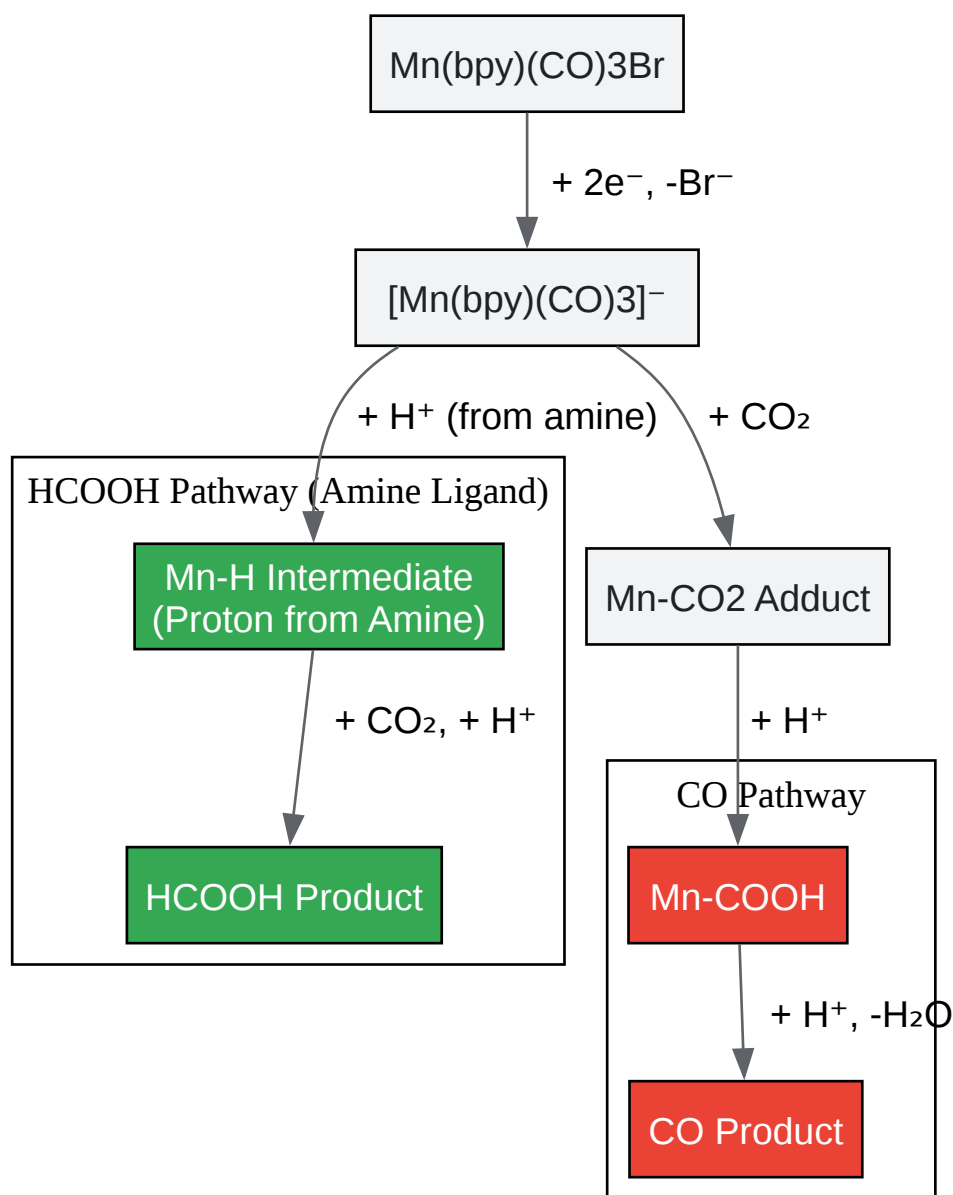 Mn(bpy)(CO)3Br
+ 2e⁻, -Br⁻
[Mn(bpy)(CO)3]⁻
+ H⁺ (from amine)
+ CO₂
HCOOH Pathway (Amine Ligand)
Mn-H Intermediate
(Proton from Amine)
Mn-CO2 Adduct
+ CO₂, + H⁺
+ H⁺
CO Pathway
HCOOH Product
Mn-COOH
+ H⁺, -H₂O
CO Product